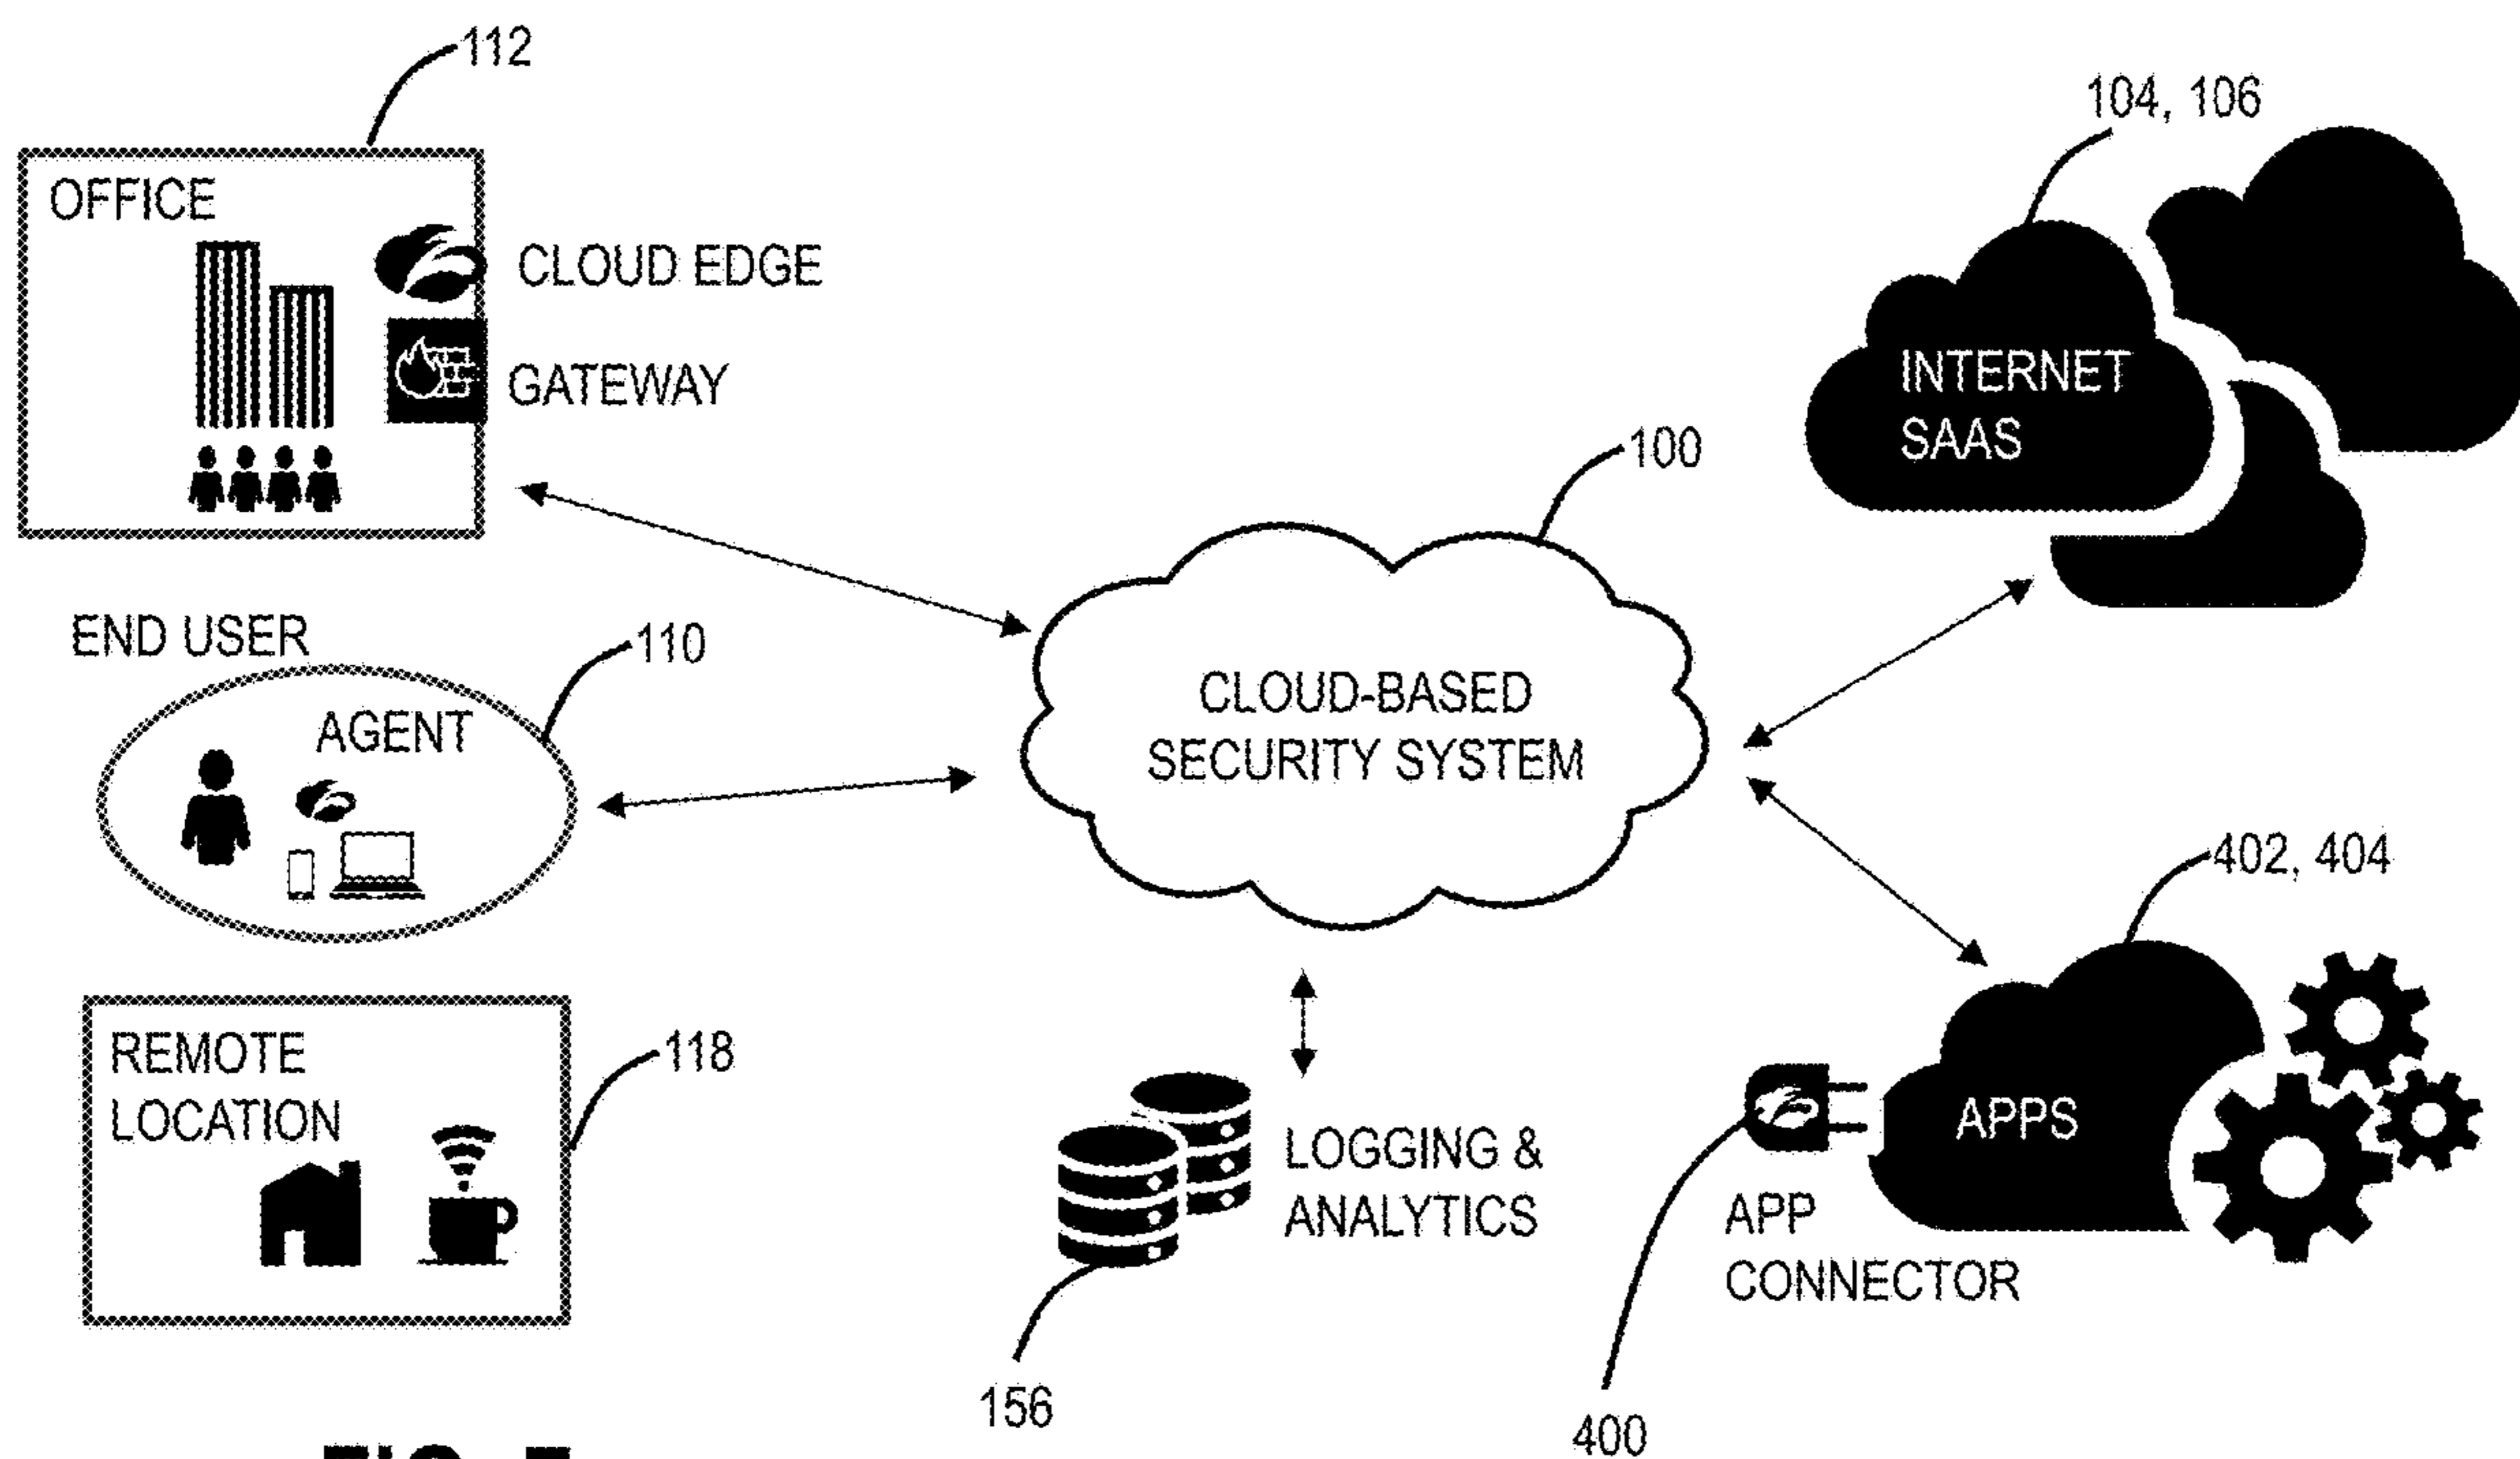 112
104, 106
OFFICE
CLOUD EDGE
GATEWAY
INTERNET
SAAS
100
END USER
110
AGENT
CLOUD-BASED
SECURITY SYSTEM
402, 404
REMOTE
LOCATION
118
LOGGING &
ANALYTICS
APPS
APP
CONNECTOR
156
400